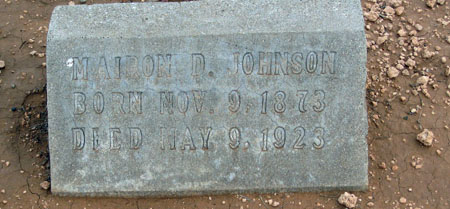 MAIRON D. JOHNSON
BORN NOV. 9, 1873
DIED MAY 9, 1923